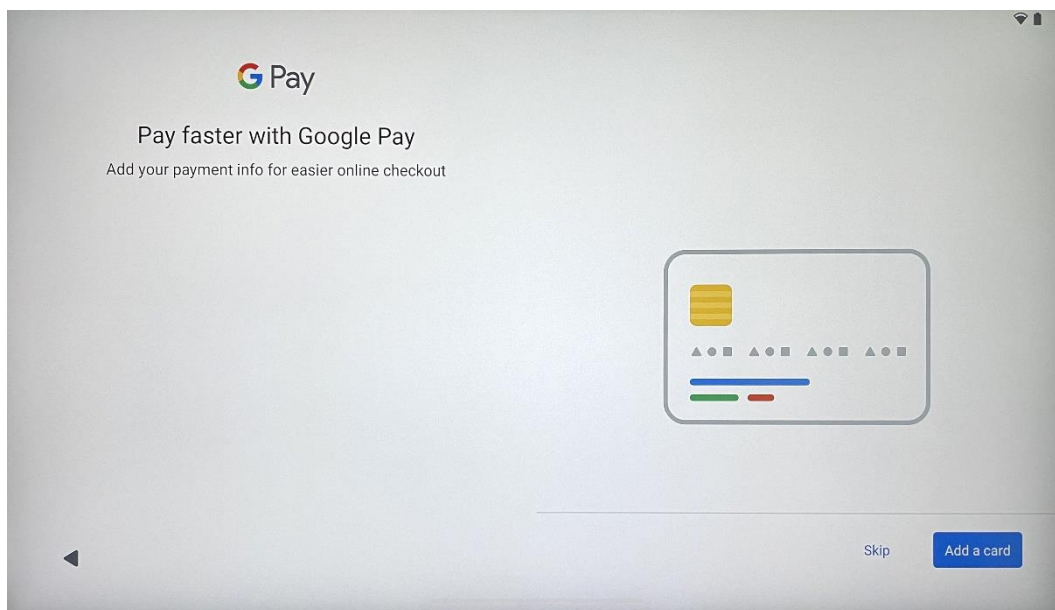 G Pay
Pay faster with Google Pay
Add your payment info for easier online checkout
Skip
Add a card